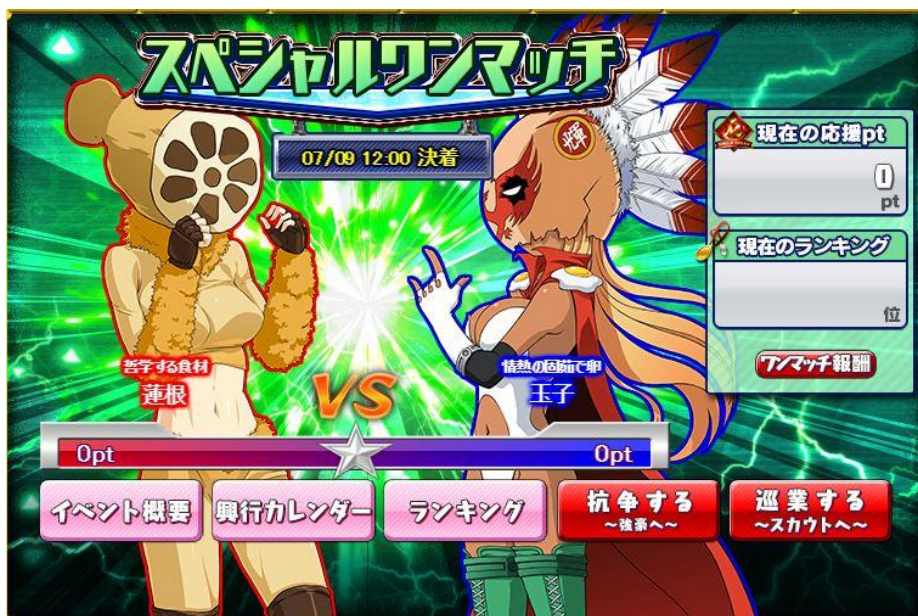 スペシャルワンマッチ
07/09 12:00 決着
輝
現在の応援pt
0
pt
現在のランキング
位
ワンマッチ報酬
哲学する食材
蓮根
VS
情熱の固茹で卵
玉子
0pt
0pt
イベント概要
興行カレンダー
ランキング
抗争する
~強豪へ~
巡業する
~スカウトへ~